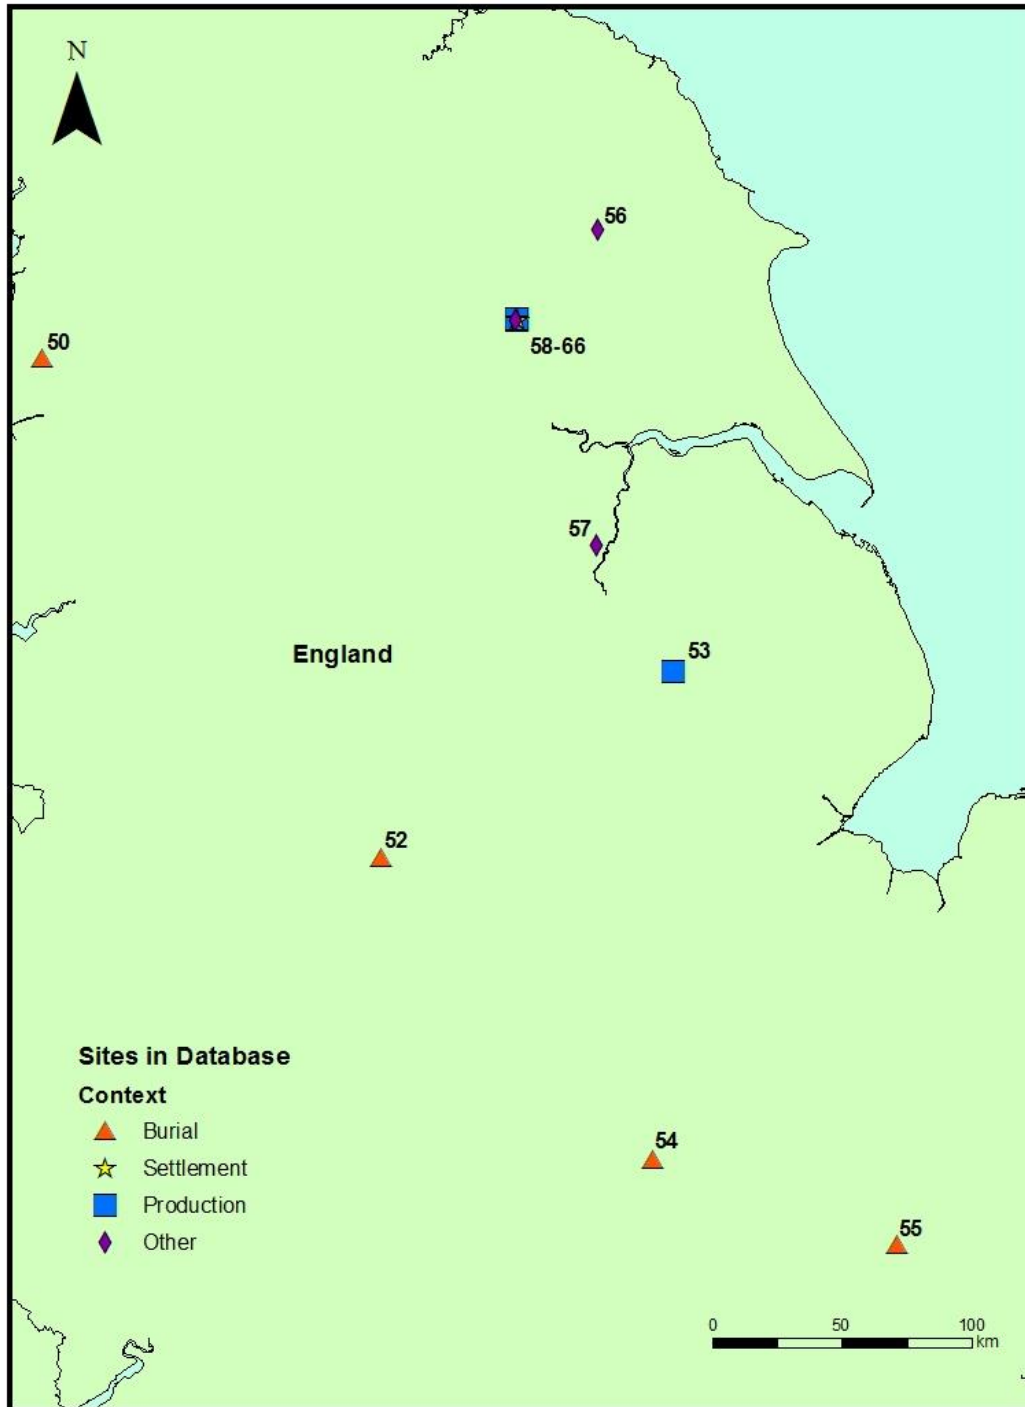 N
56
58-66
50
57
England
53
52
Sites in Database
Context
Burial
Settlement
Production
Other
54
55
0 50 100
km